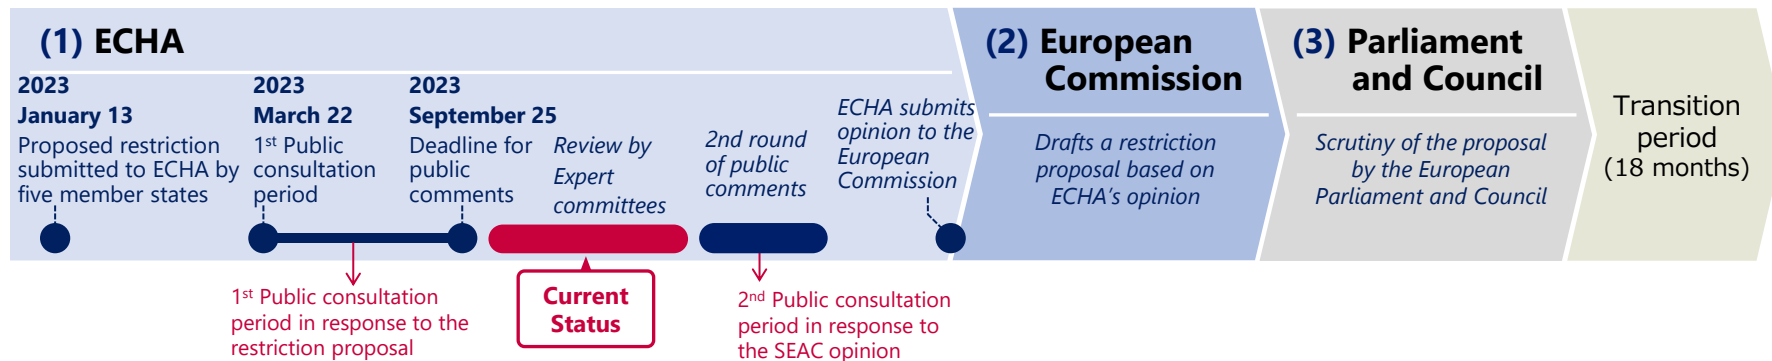 (1) ECHA
2023
January 13
Proposed restriction
submitted to ECHA by
five member states
2023
March 22
1st Public
consultation
period
2023
September 25
Deadline for
public
comments
Review by
Expert
committees
2nd round
of public
comments
ECHA submits
opinion to the
European
Commission
1st Public consultation
period in response to the
restriction proposal
Current
Status
2nd Public consultation
period in response to
the SEAC opinion
(2) European
Commission
Drafts a restriction
proposal based on
ECHA’s opinion
(3) Parliament
and Council
Scrutiny of the proposal
by the European
Parliament and Council
Transition
period
(18 months)